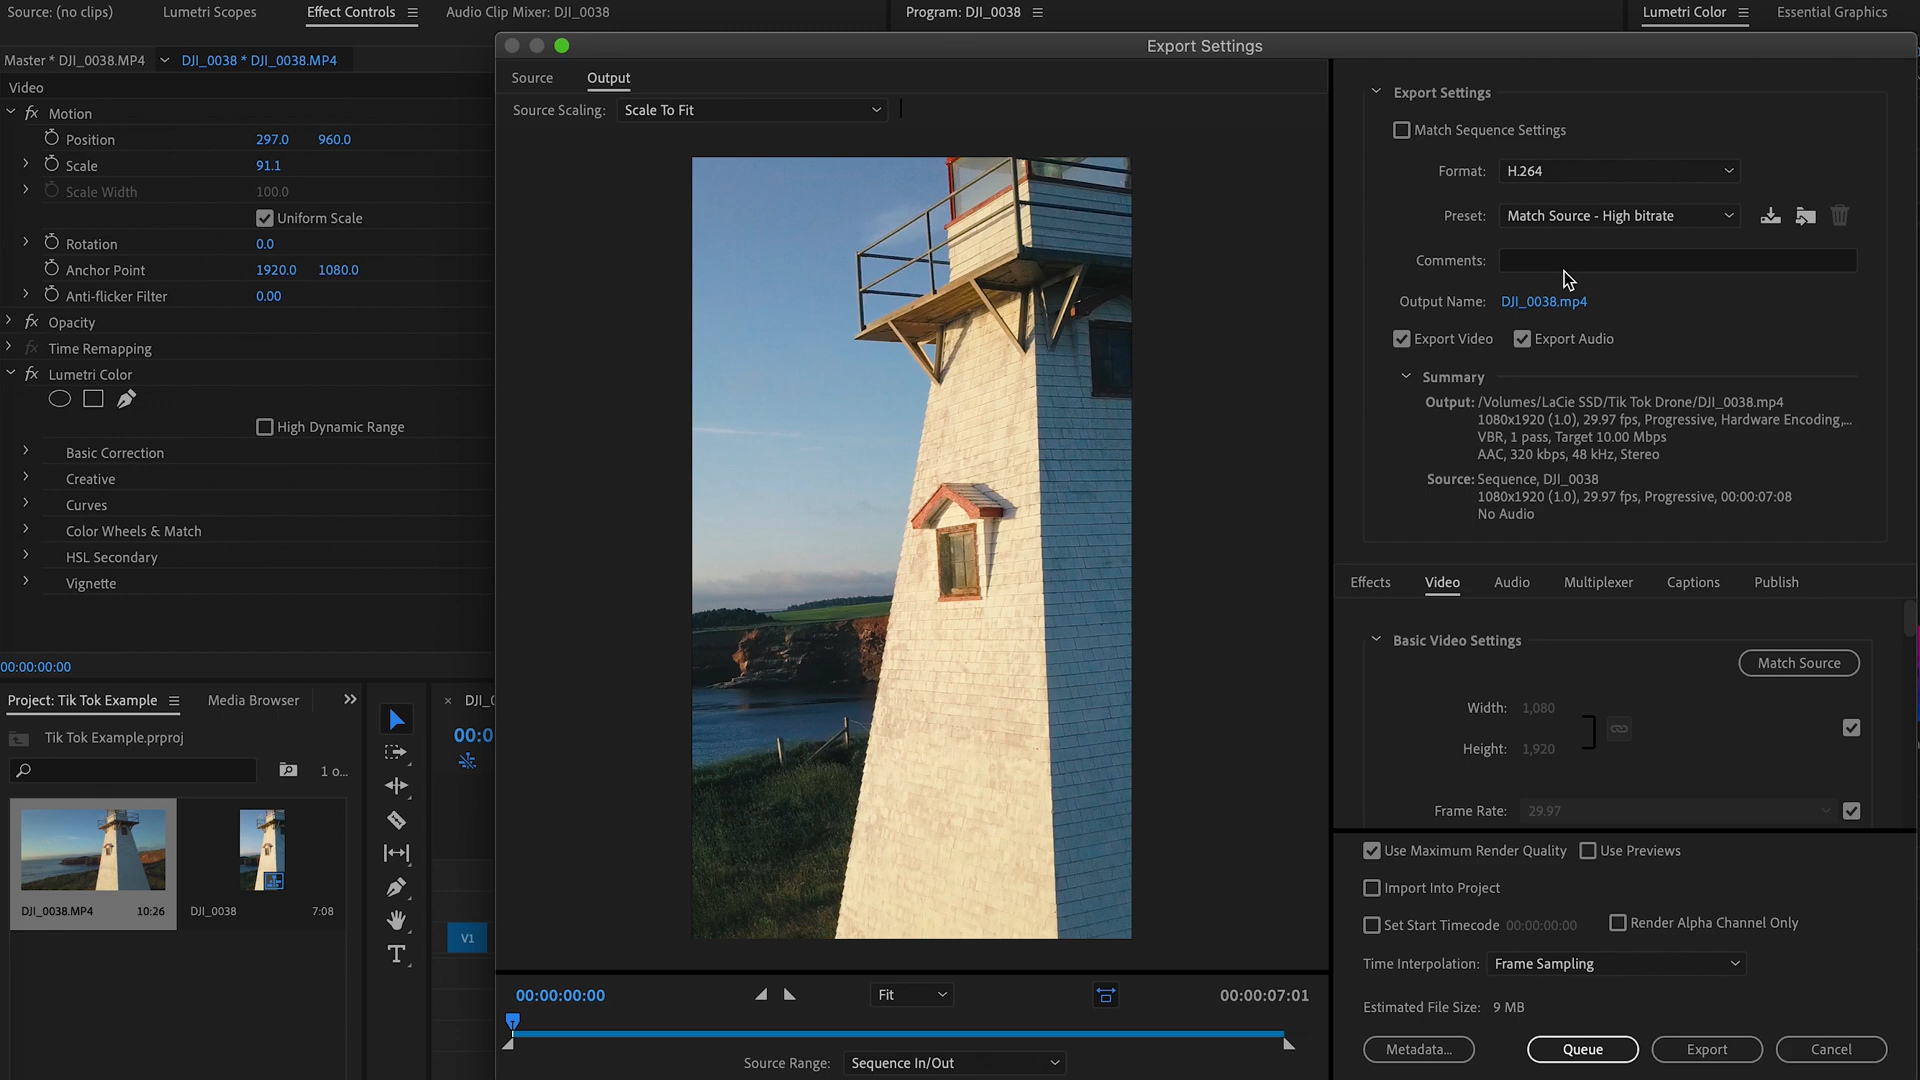 Source: (no clips)
Lumetri Scopes
Effect Controls
Audio Clip Mixer: DJI_0038
Program: DJI_0038
Lumetri Color
Essential Graphics
Master * DJI_0038.MP4
DJI_0038 * DJI_0038.MP4
Video
fx Motion
Position 297.0 960.0
Scale 91.1
Scale Width 100.0
Uniform Scale
Rotation 0.0
Anchor Point 1920.0 1080.0
Anti-flicker Filter 0.00
fx Opacity
fx Time Remapping
fx Lumetri Color
High Dynamic Range
Basic Correction
Creative
Curves
Color Wheels & Match
HSL Secondary
Vignette
00:00:00:00
Project: Tik Tok Example
Media Browser
Tik Tok Example.prproj
1 o...
DJI_0038.MP4 10:26
DJI_0038 7:08
T
DJI_0
00:0
V1
Export Settings
Source
Output
Source Scaling: Scale To Fit
00:00:00:00
Fit
00:00:07:01
Source Range: Sequence In/Out
Export Settings
Match Sequence Settings
Format: H.264
Preset: Match Source - High bitrate
Comments:
Output Name: DJI_0038.mp4
Export Video
Export Audio
Summary
Output: /Volumes/LaCie SSD/Tik Tok Drone/DJI_0038.mp4
1080x1920 (1.0), 29.97 fps, Progressive, Hardware Encoding,...
VBR, 1 pass, Target 10.00 Mbps
AAC, 320 kbps, 48 kHz, Stereo
Source: Sequence, DJI_0038
1080x1920 (1.0), 29.97 fps, Progressive, 00:00:07:08
No Audio
Effects
Video
Audio
Multiplexer
Captions
Publish
Basic Video Settings
Match Source
Width: 1,080
Height: 1,920
Frame Rate: 29.97
Use Maximum Render Quality
Use Previews
Import Into Project
Set Start Timecode 00:00:00:00
Render Alpha Channel Only
Time Interpolation: Frame Sampling
Estimated File Size: 9 MB
Metadata...
Queue
Export
Cancel